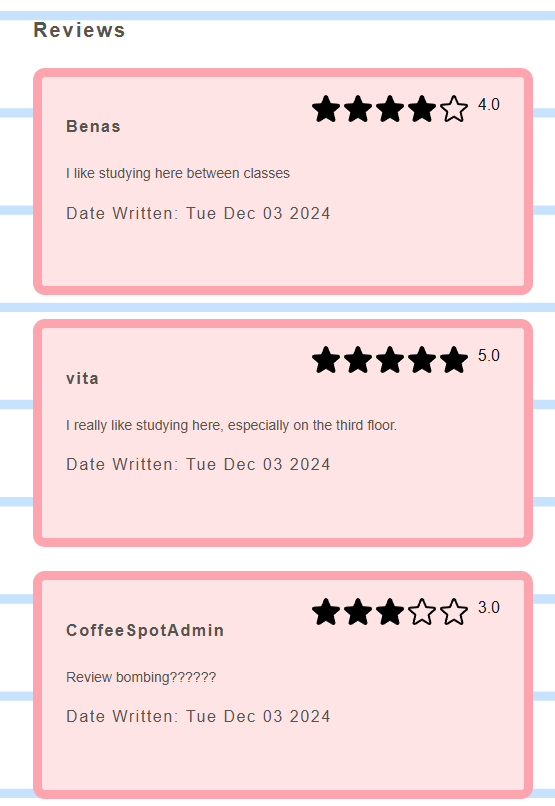 Reviews
4.0
Benas
I like studying here between classes
Date Written: Tue Dec 03 2024
5.0
vita
I really like studying here, especially on the third floor.
Date Written: Tue Dec 03 2024
3.0
CoffeeSpotAdmin
Review bombing??????
Date Written: Tue Dec 03 2024